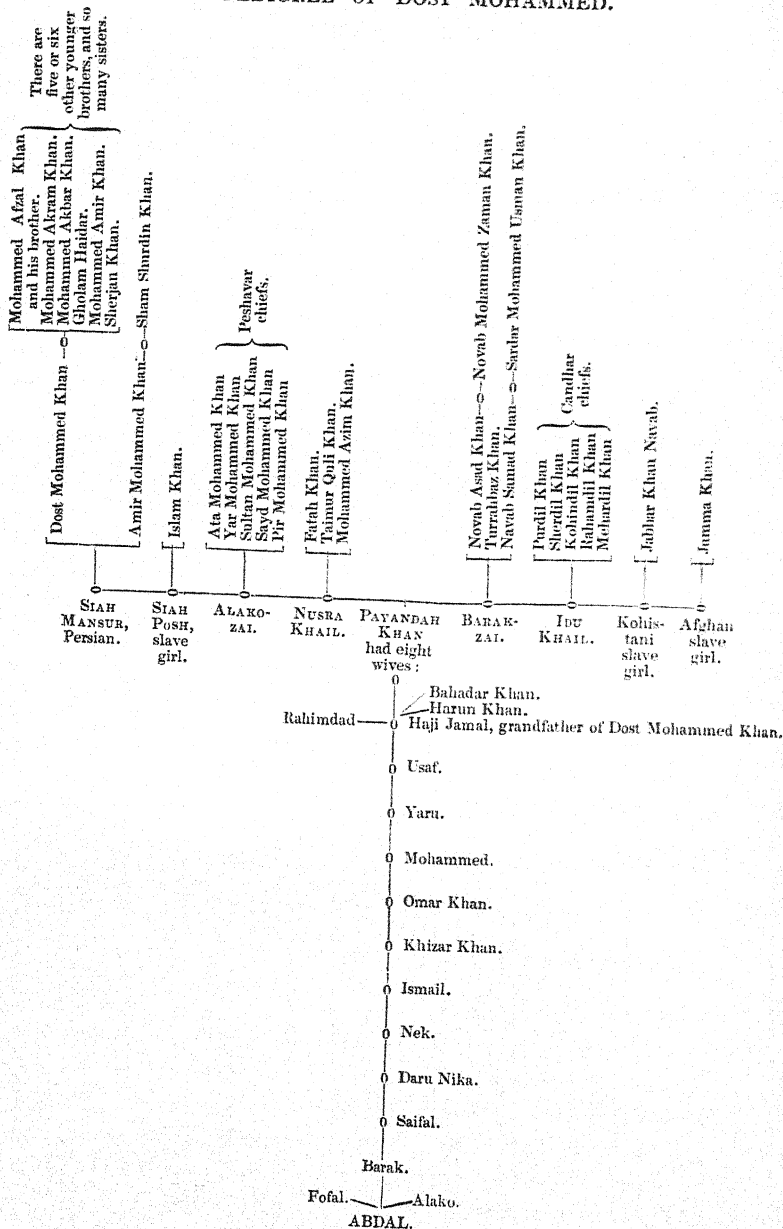 OF DOST MOHAMMED.
There are
five or six
other younger
brothers, and so
many sisters.
Mohammed Afzal Khan
and his brother.
Mohammed Akram Khan.
Mohammed Akbar Khan.
Gholam Haidar.
Mohammed Amir Khan.
Sherjan Khan.
Dost Mohammed Khan
Amir Mohammed Khan
Sham Shurdin Khan.
Islam Khan.
Ata Mohammed Khan
Yar Mohammed Khan
Sultan Mohammed Khan
Sayd Mohammed Khan
Pir Mohammed Khan
Peshavar
chiefs.
Fatah Khan.
Taimur Quli Khan.
Mohammed Azim Khan.
Novab Asad Khan
Novab Mohammed Zaman Khan.
Turrahbaz Khan.
Navab Samad Khan
Sardar Mohammed Usman Khan.
Purdil Khan
Sherdil Khan
Kohindil Khan
Rahamdil Khan
Mehardil Khan
Candhar
chiefs.
Jabbar Khan Navab.
Jumma Khan.
SIAH
MANSUR,
Persian.
SIAH
POSH,
slave
girl.
ALAKO-
ZAI.
NUSRA
KHAIL.
PAYANDAH
KHAN
had eight
wives :
BARAK-
ZAI.
IDU
KHAIL.
Kohis-
tani
slave
girl.
Afghan
slave
girl.
Bahadar Khan.
Harun Khan.
Rahimdad
Haji Jamal, grandfather of Dost Mohammed Khan.
Usaf.
Yaru.
Mohammed.
Omar Khan.
Khizar Khan.
Ismail.
Nek.
Daru Nika.
Saifal.
Barak.
Fofal.
Alako.
ABDAL.